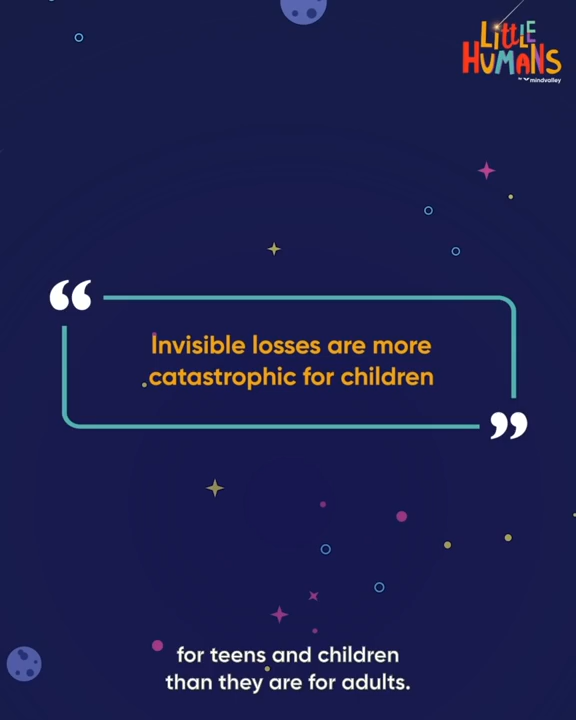 LittLE
HUMANS
by mindvalley
“
Invisible losses are more
catastrophic for children
”
for teens and children
than they are for adults.